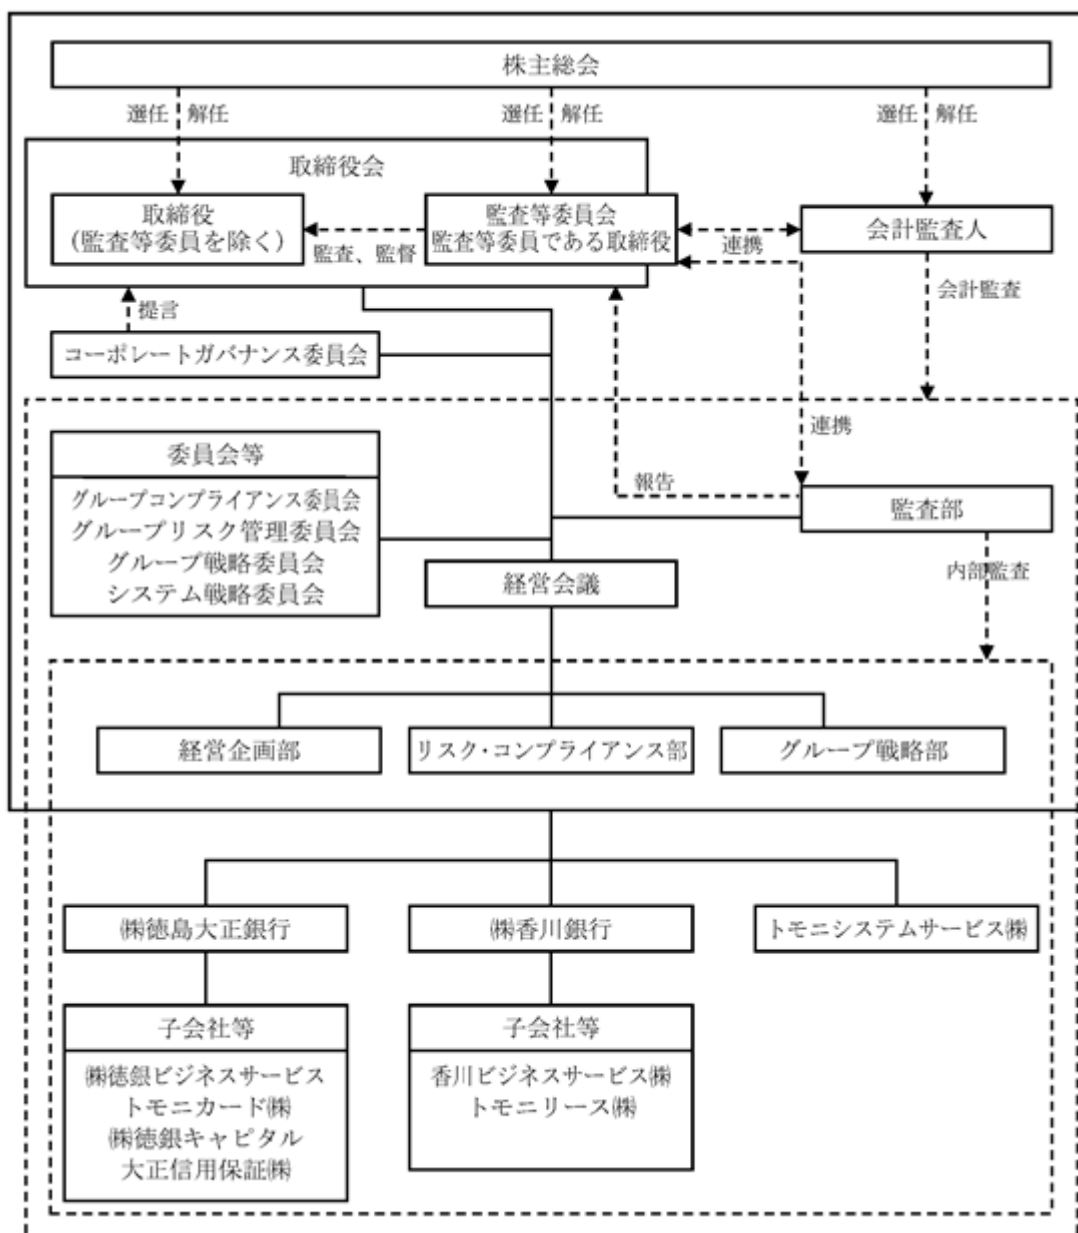 株主総会
選任 解任
選任 解任
選任 解任
取締役会
取締役
(監査等委員を除く)
監査、監督
監査等委員会
監査等委員である取締役
連携
会計監査人
会計監査
提言
コーポレートガバナンス委員会
連携
委員会等
グループコンプライアンス委員会
グループリスク管理委員会
グループ戦略委員会
システム戦略委員会
報告
監査部
内部監査
経営会議
経営企画部
リスク・コンプライアンス部
グループ戦略部
㈱徳島大正銀行
㈱香川銀行
トモニシステムサービス㈱
子会社等
㈱徳銀ビジネスサービス
トモニカード㈱
㈱徳銀キャピタル
大正信用保証㈱
子会社等
香川ビジネスサービス㈱
トモニリース㈱